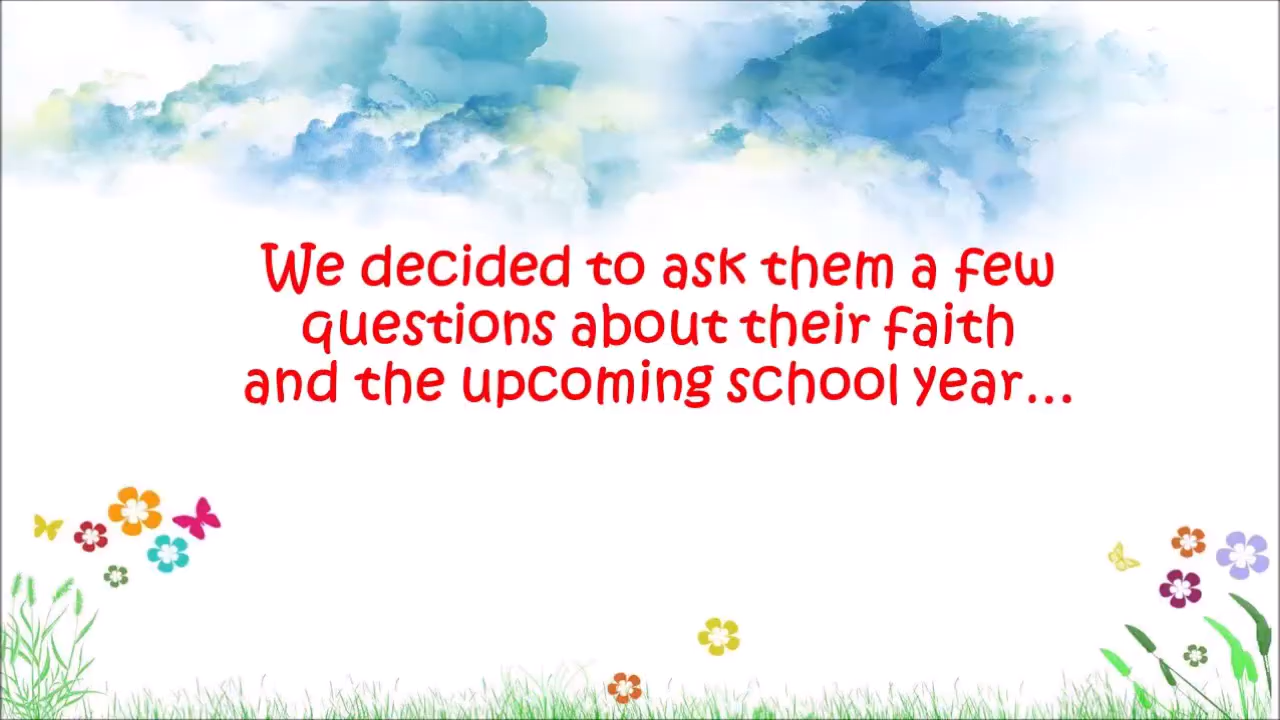 We decided to ask them a few
questions about their faith
and the upcoming school year...